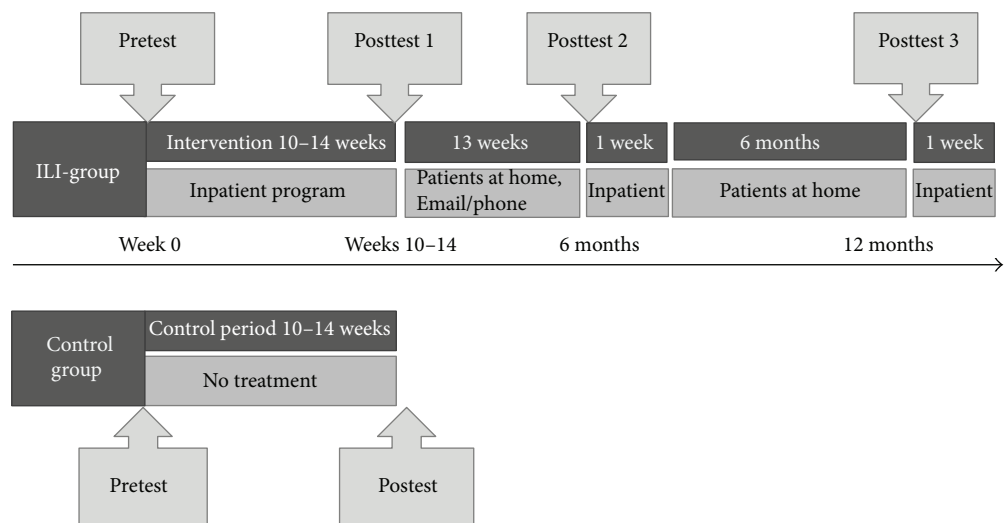 Pretest
Posttest 1
Posttest 2
Posttest 3
ILI-group
Intervention 10–14 weeks
13 weeks
1 week
6 months
1 week
Inpatient program
Patients at home,
Email/phone
Inpatient
Patients at home
Inpatient
Week 0
Weeks 10–14
6 months
12 months
Control
group
Control period 10–14 weeks
No treatment
Pretest
Postest